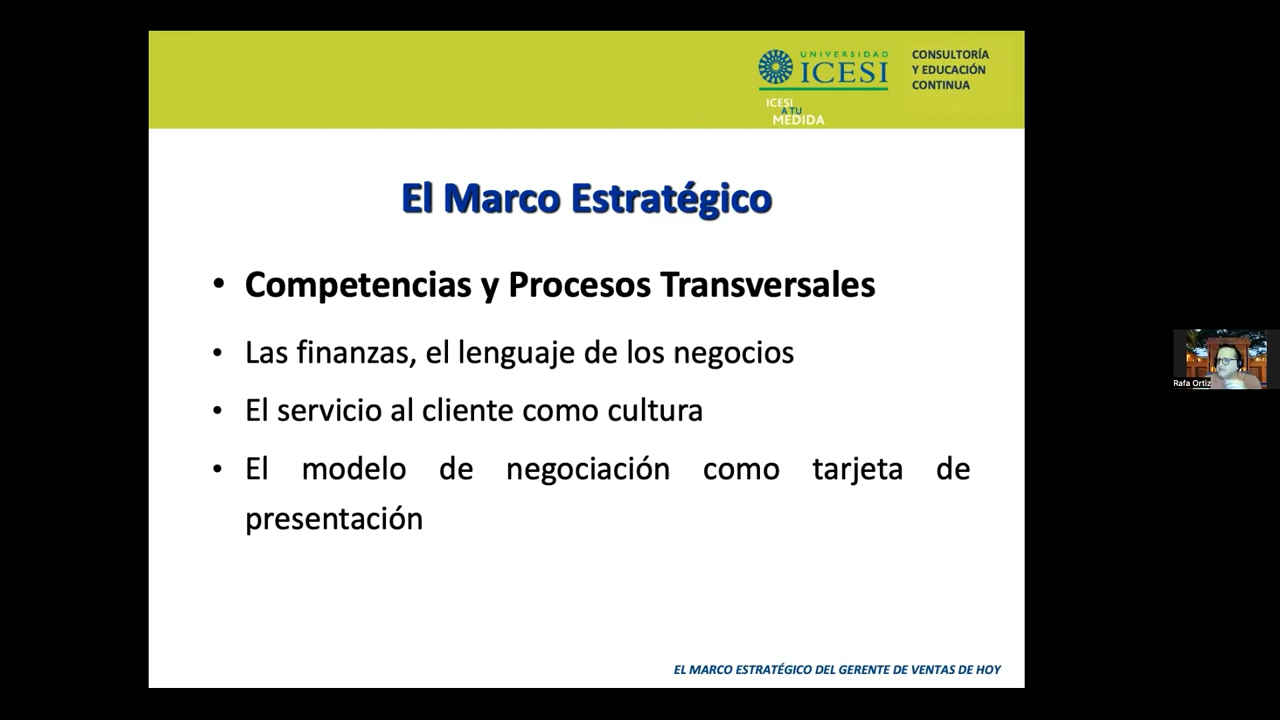 UNIVERSIDAD
ICESI
ICESI
A TU
MEDIDA
CONSULTORÍA
Y EDUCACIÓN
CONTINUA
El Marco Estratégico
• Competencias y Procesos Transversales
• Las finanzas, el lenguaje de los negocios
• El servicio al cliente como cultura
• El modelo de negociación como tarjeta de
presentación
Rafa Ortiz
EL MARCO ESTRATÉGICO DEL GERENTE DE VENTAS DE HOY